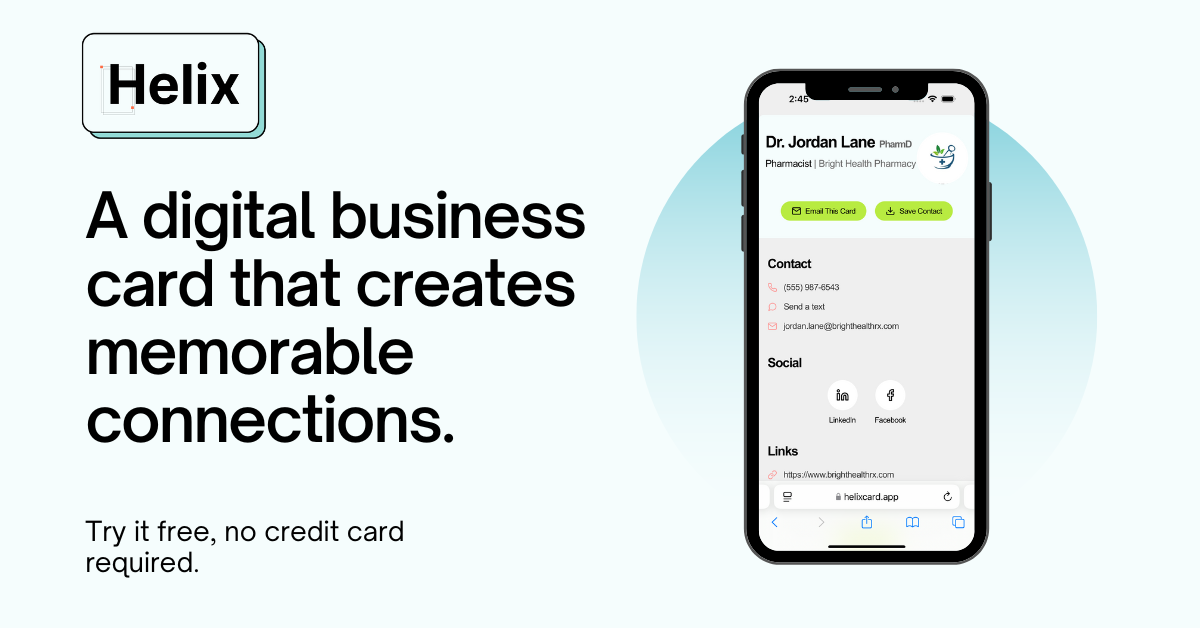 Helix
A digital business
card that creates
memorable
connections.
Try it free, no credit card
required.
2:45
Dr. Jordan Lane PharmD
Pharmacist | Bright Health Pharmacy
Email This Card
Save Contact
Contact
(555) 987-6543
Send a text
jordan.lane@brighthealthrx.com
Social
LinkedIn
Facebook
Links
https://www.brighthealthrx.com
helixcard.app